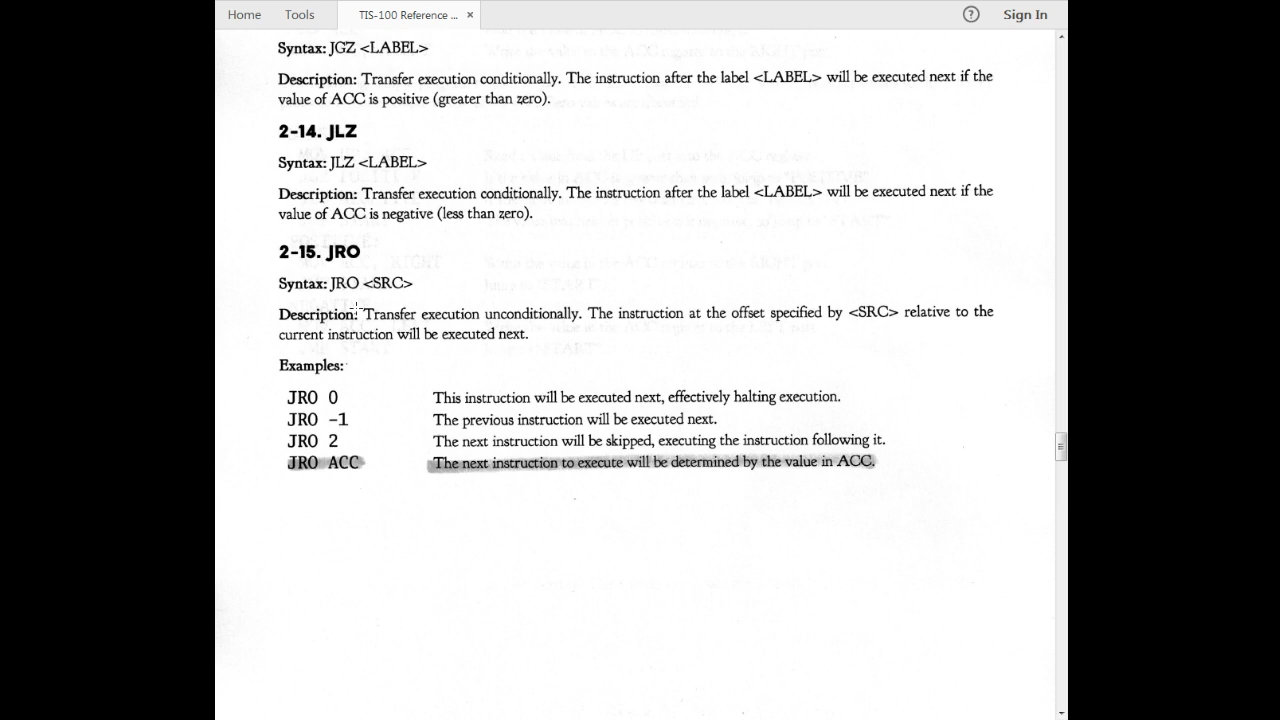 Home Tools TIS-100 Reference ... × ? Sign In
Syntax: JGZ <LABEL>
Description: Transfer execution conditionally. The instruction after the label <LABEL> will be executed next if the
value of ACC is positive (greater than zero).
2-14. JLZ
Syntax: JLZ <LABEL>
Description: Transfer execution conditionally. The instruction after the label <LABEL> will be executed next if the
value of ACC is negative (less than zero).
2-15. JRO
Syntax: JRO <SRC>
Description: Transfer execution unconditionally. The instruction at the offset specified by <SRC> relative to the
current instruction will be executed next.
Examples:
JRO 0 This instruction will be executed next, effectively halting execution.
JRO -1 The previous instruction will be executed next.
JRO 2 The next instruction will be skipped, executing the instruction following it.
JRO ACC The next instruction to execute will be determined by the value in ACC.